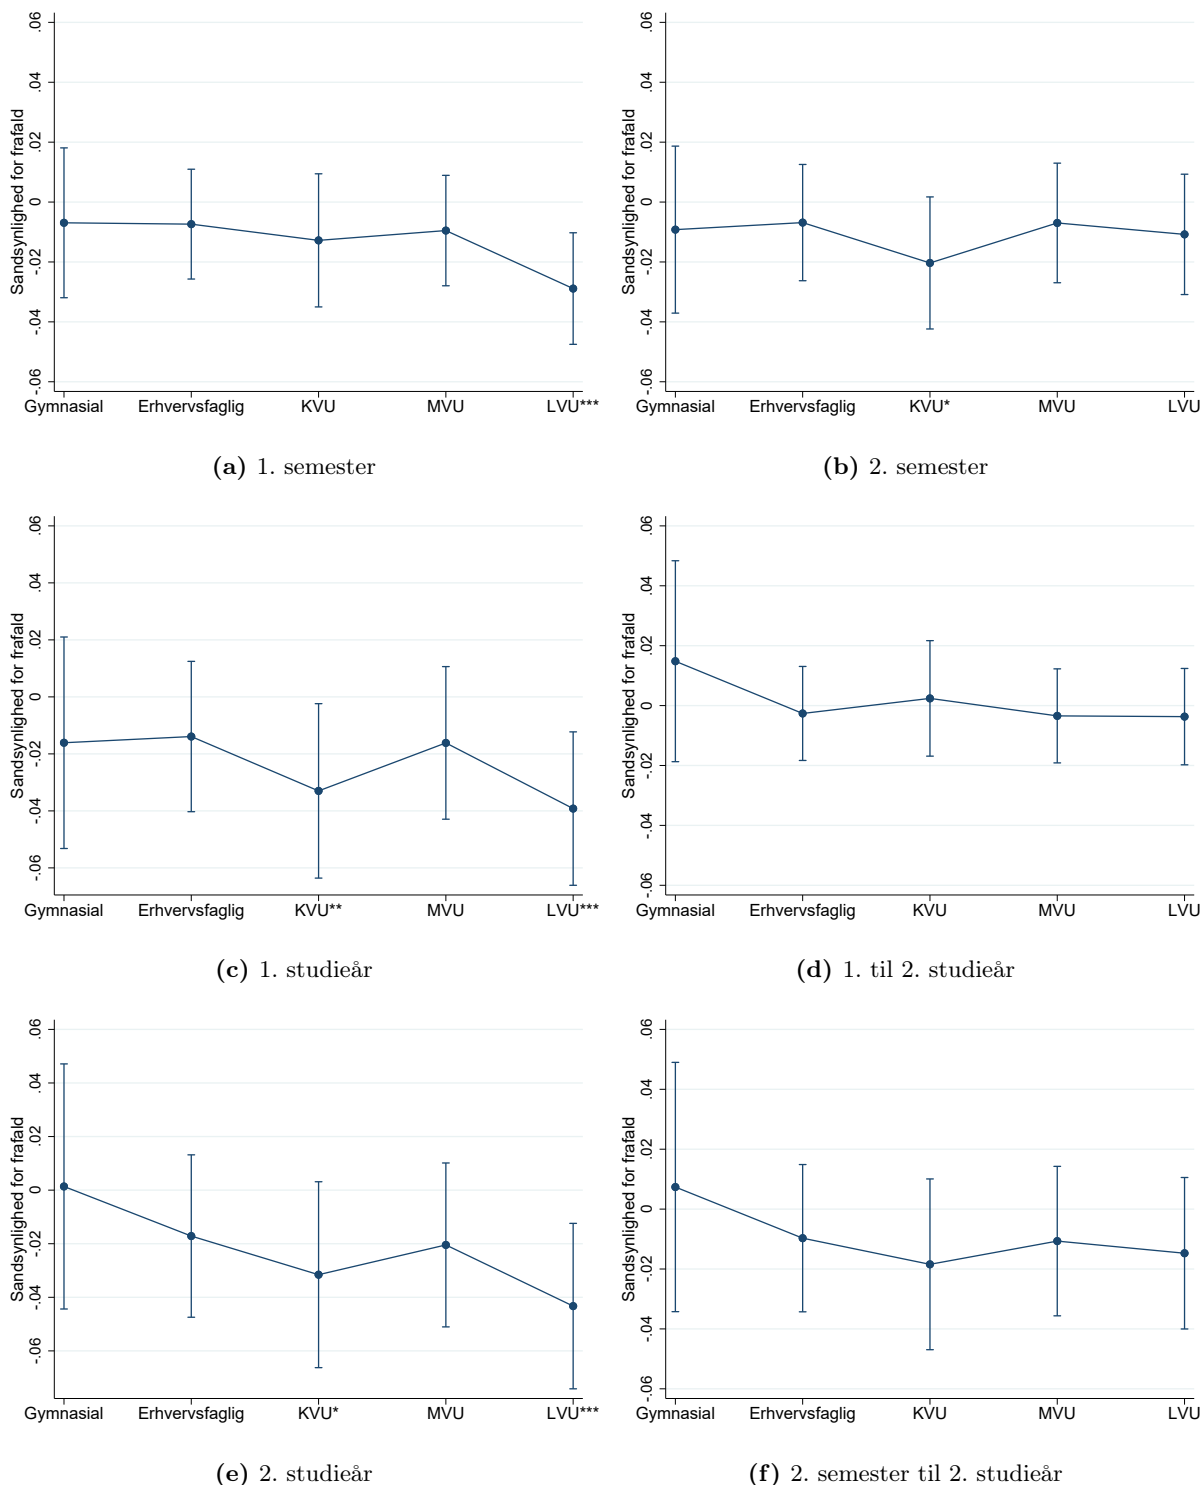 .06
.04
.02
0
-.02
-.04
-.06
Sandsynlighed for frafald
Gymnasial Erhvervsfaglig KVU MVU LVU***
(a) 1. semester
.06
.04
.02
0
-.02
-.04
-.06
Sandsynlighed for frafald
Gymnasial Erhvervsfaglig KVU* MVU LVU
(b) 2. semester
.06
.04
.02
0
-.02
-.04
-.06
Sandsynlighed for frafald
Gymnasial Erhvervsfaglig KVU** MVU LVU***
(c) 1. studieår
.06
.04
.02
0
-.02
-.04
-.06
Sandsynlighed for frafald
Gymnasial Erhvervsfaglig KVU MVU LVU
(d) 1. til 2. studieår
.06
.04
.02
0
-.02
-.04
-.06
Sandsynlighed for frafald
Gymnasial Erhvervsfaglig KVU* MVU LVU***
(e) 2. studieår
.06
.04
.02
0
-.02
-.04
-.06
Sandsynlighed for frafald
Gymnasial Erhvervsfaglig KVU MVU LVU
(f) 2. semester til 2. studieår